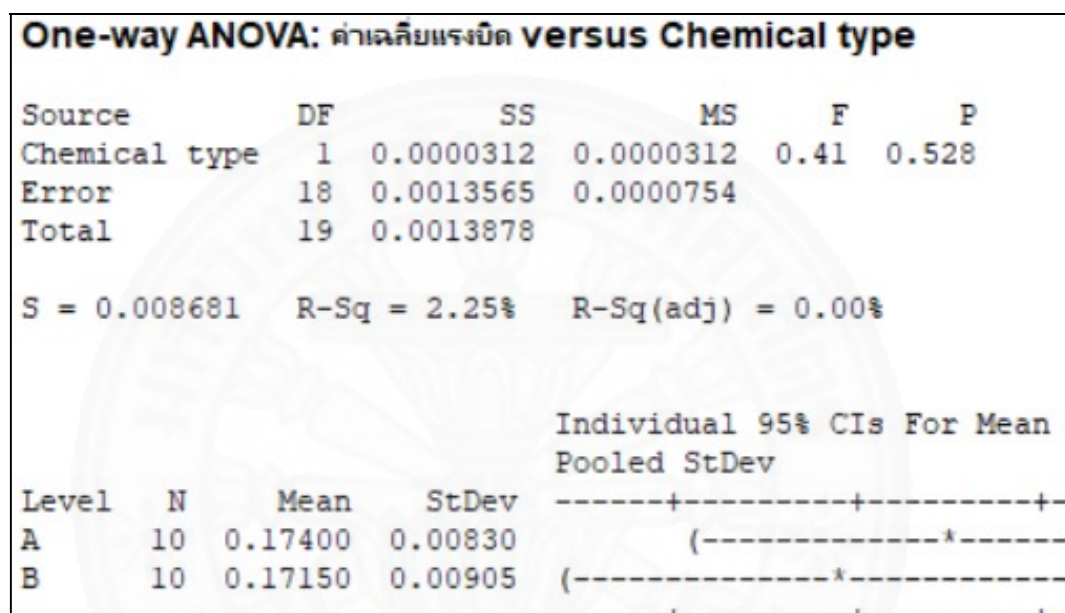 One-way ANOVA: ค่าเฉลี่ยแรงบิด versus Chemical type
Source DF SS MS F P
Chemical type 1 0.0000312 0.0000312 0.41 0.528
Error 18 0.0013565 0.0000754
Total 19 0.0013878
S = 0.008681 R-Sq = 2.25% R-Sq(adj) = 0.00%
Individual 95% CIs For Mean
Pooled StDev
Level N Mean StDev ------+---------+---------+-
A 10 0.17400 0.00830 (-------------*------
B 10 0.17150 0.00905 (--------------*------------